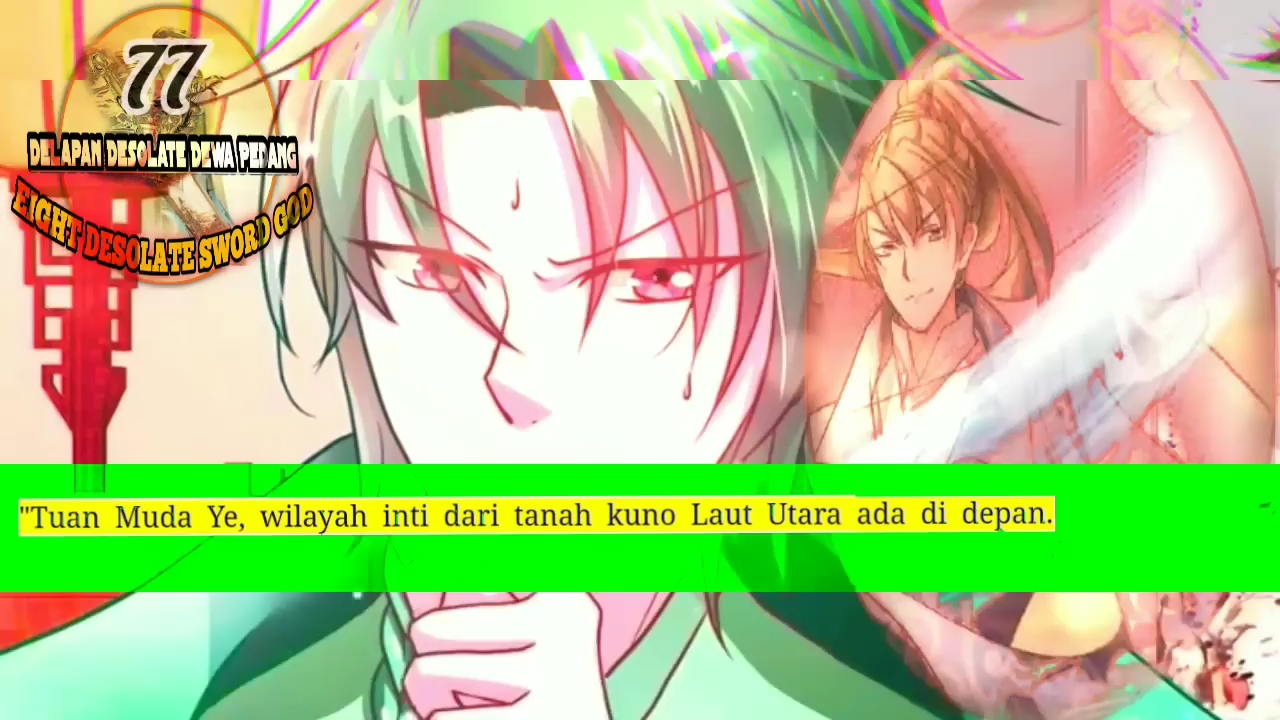 77
DELAPAN DESOLATE DEWA PEDANG
EIGHT DESOLATE SWORD GOD
"Tuan Muda Ye, wilayah inti dari tanah kuno Laut Utara ada di depan.